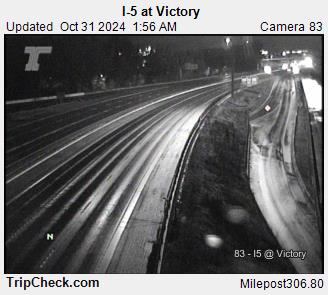 I-5 at Victory
Updated Oct 31 2024 1:56 AM Camera 83
T
N
83 - I5 @ Victory
TripCheck.com Milepost306.80